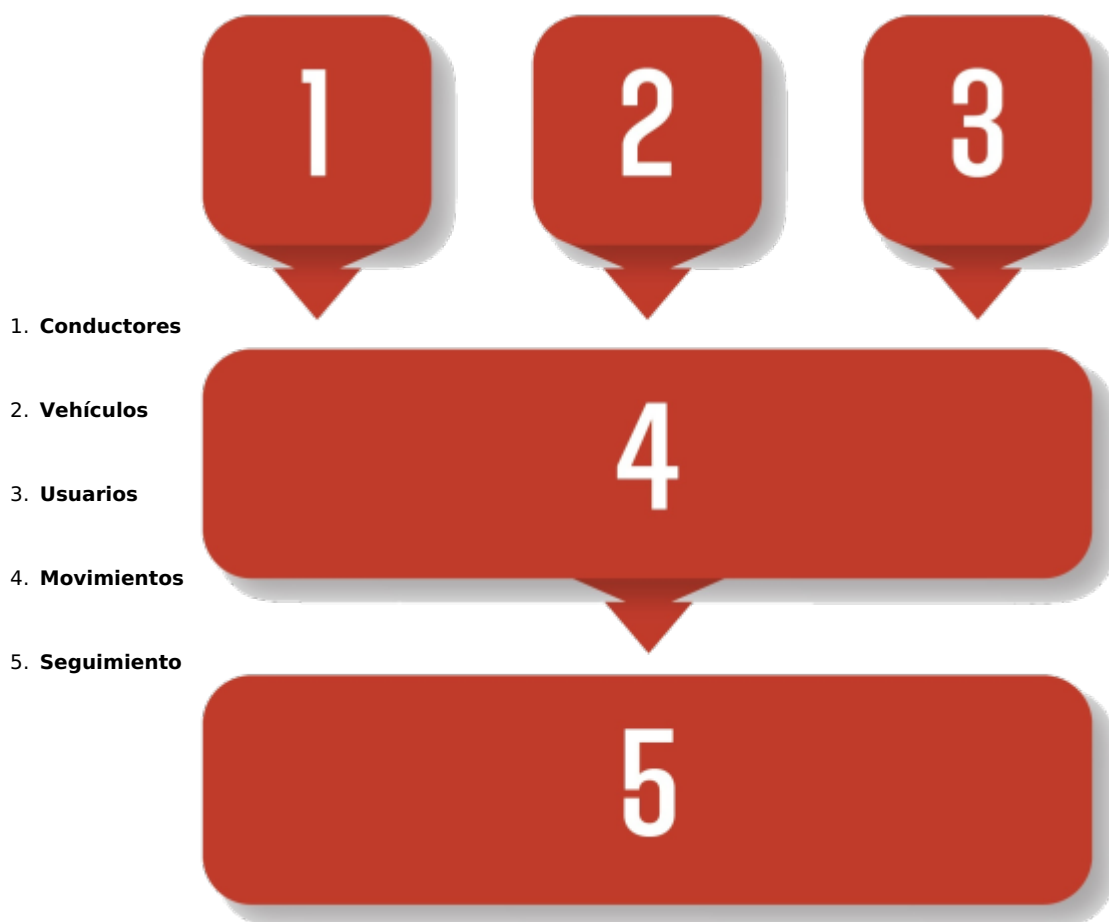 1 2 3
1. Conductores
2. Vehículos
4
3. Usuarios
4. Movimientos
5. Seguimiento
5